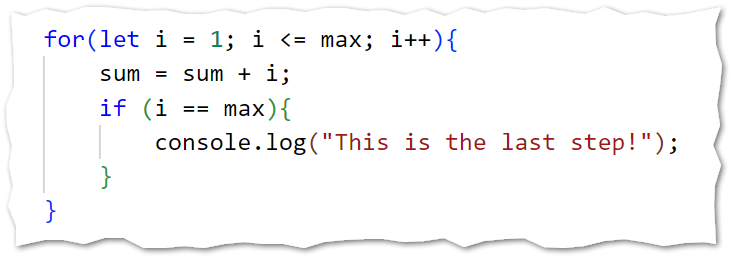 for(let i = 1; i <= max; i++){
    sum = sum + i;
    if (i == max){
        console.log("This is the last step!");
    }
}